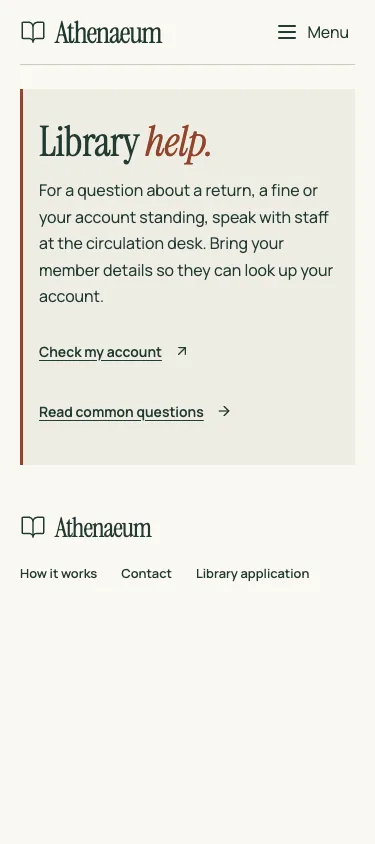 Athenaeum
Menu
Library help.
For a question about a return, a fine or
your account standing, speak with staff
at the circulation desk. Bring your
member details so they can look up your
account.
Check my account
Read common questions
Athenaeum
How it works
Contact
Library application